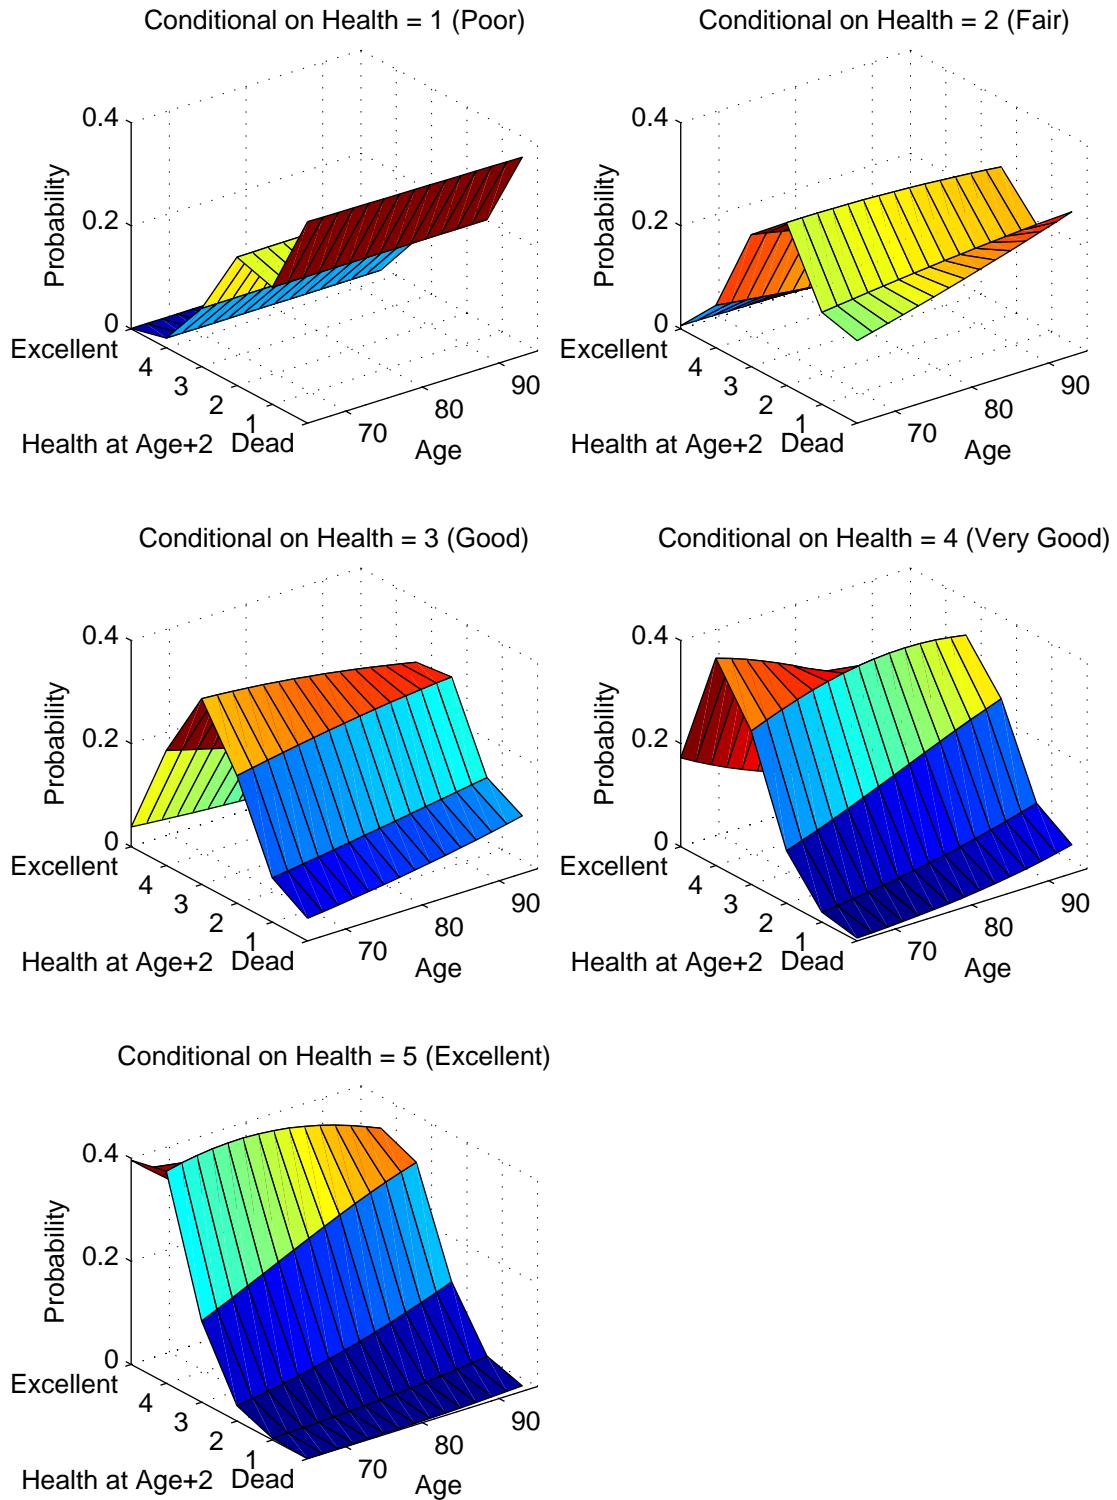 Conditional on Health = 1 (Poor)
0.4
0.2
0
Probability
Excellent
4
3
2
1
Dead
Health at Age+2
70
80
90
Age
Conditional on Health = 2 (Fair)
0.4
0.2
0
Probability
Excellent
4
3
2
1
Dead
Health at Age+2
70
80
90
Age
Conditional on Health = 3 (Good)
0.4
0.2
0
Probability
Excellent
4
3
2
1
Dead
Health at Age+2
70
80
90
Age
Conditional on Health = 4 (Very Good)
0.4
0.2
0
Probability
Excellent
4
3
2
1
Dead
Health at Age+2
70
80
90
Age
Conditional on Health = 5 (Excellent)
0.4
0.2
0
Probability
Excellent
4
3
2
1
Dead
Health at Age+2
70
80
90
Age